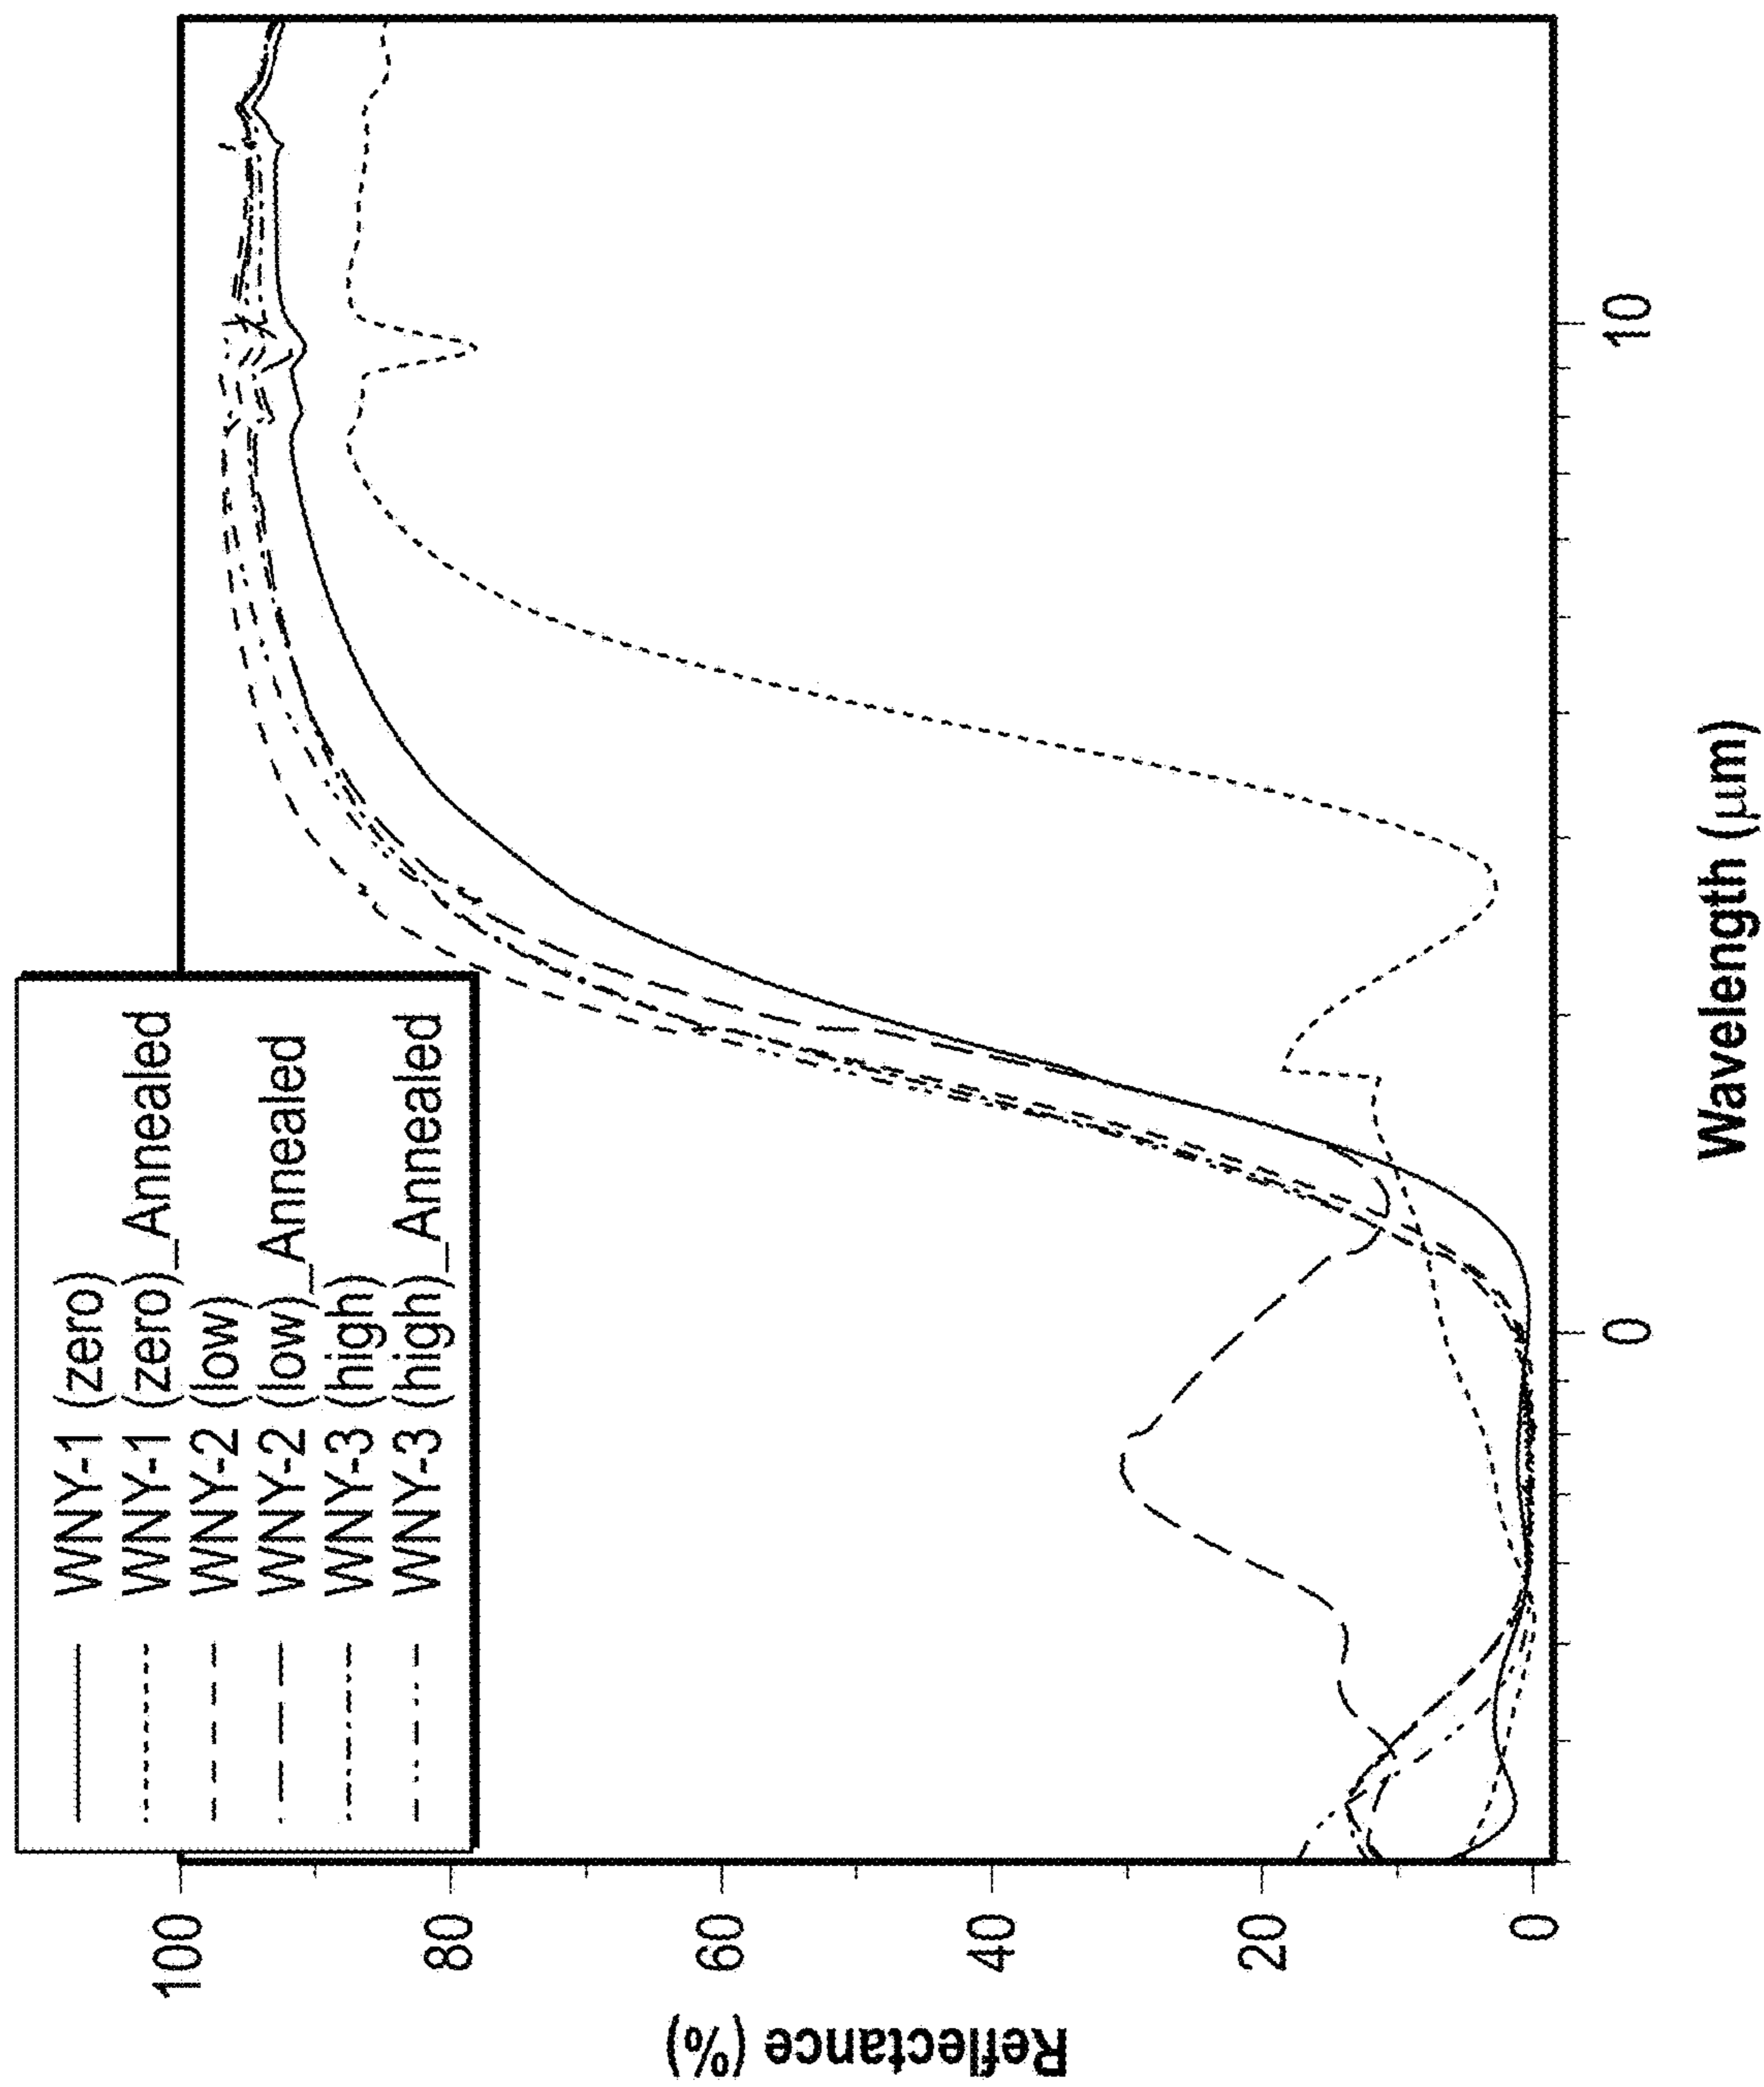 WNY-1 (zero)
WNY-1 (zero)_Annealed
WNY-2 (low)
WNY-2 (low)_Annealed
WNY-3 (high)
WNY-3 (high)_Annealed
Reflectance (%)
100
80
60
40
20
0
0
10
Wavelength (μm)